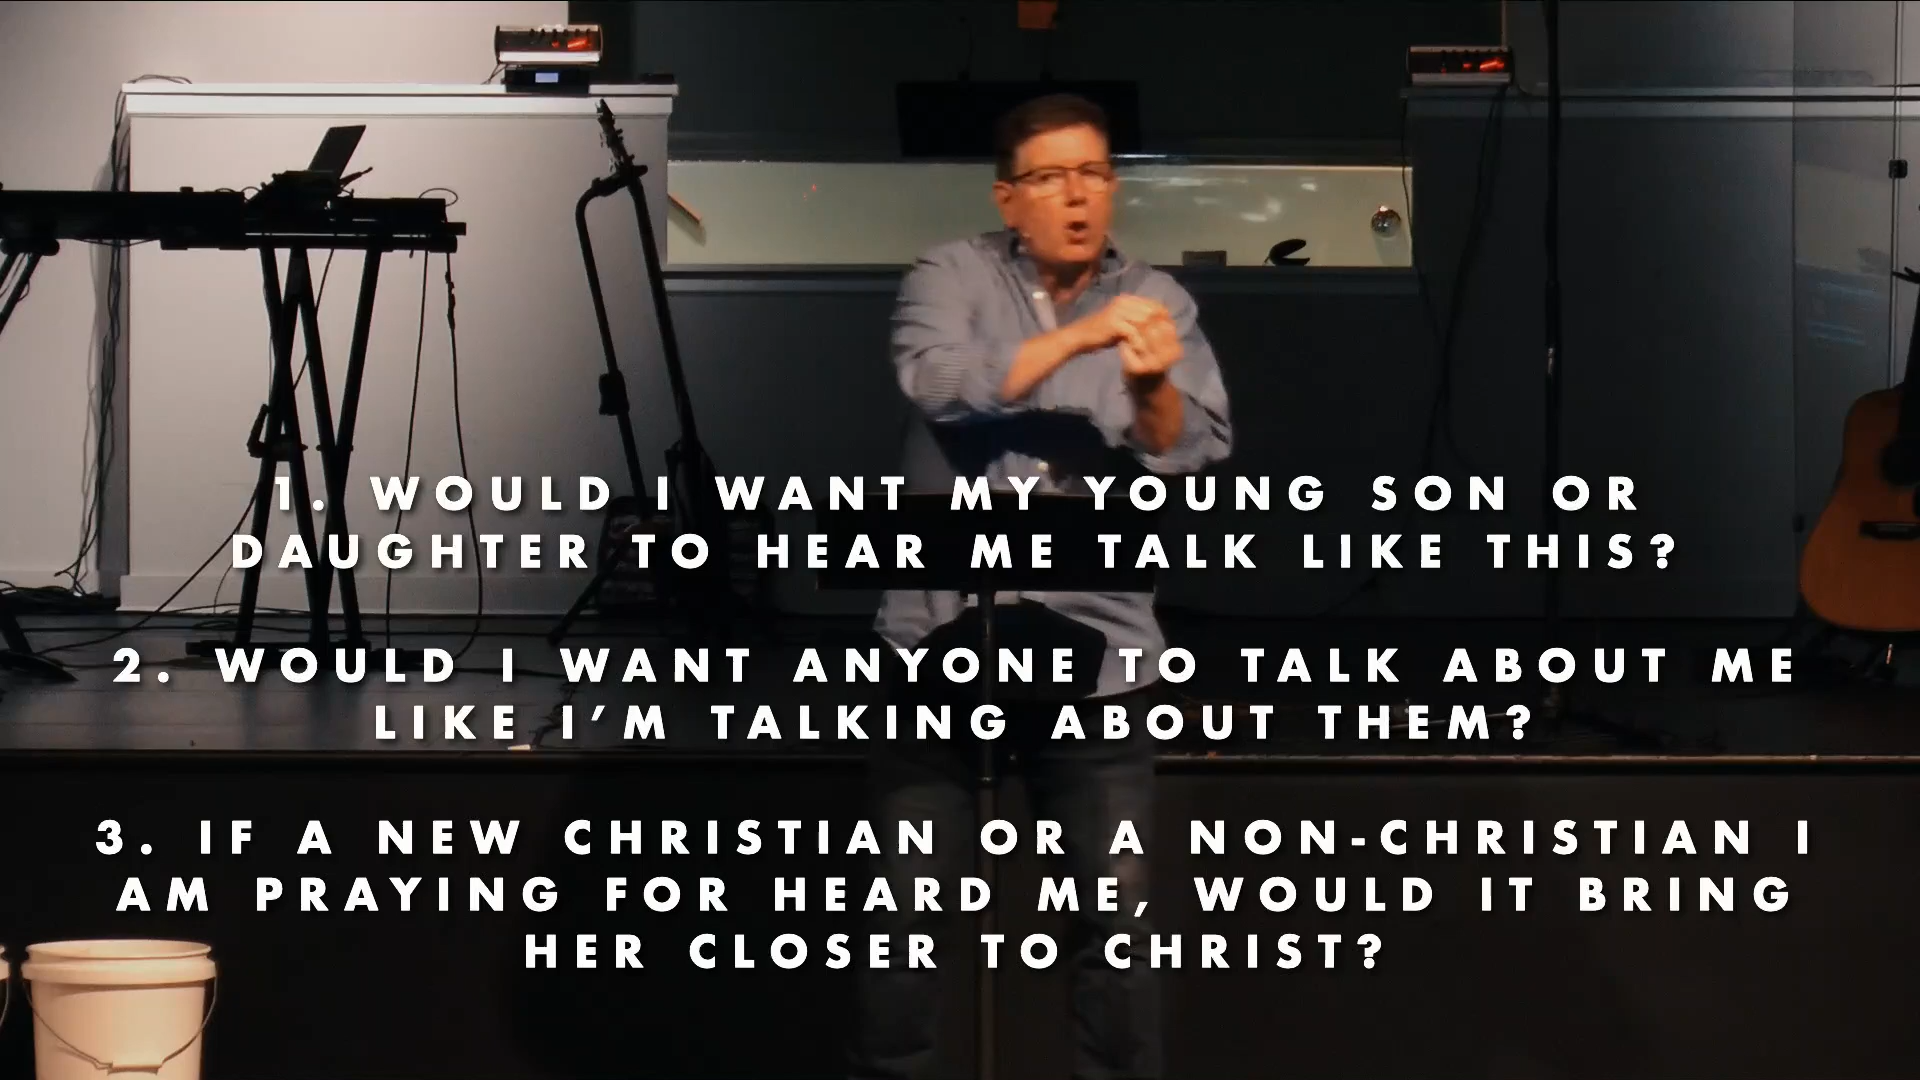 1. WOULD I WANT MY YOUNG SON OR
DAUGHTER TO HEAR ME TALK LIKE THIS?
2. WOULD I WANT ANYONE TO TALK ABOUT ME
LIKE I'M TALKING ABOUT THEM?
3. IF A NEW CHRISTIAN OR A NON-CHRISTIAN I
AM PRAYING FOR HEARD ME, WOULD IT BRING
HER CLOSER TO CHRIST?